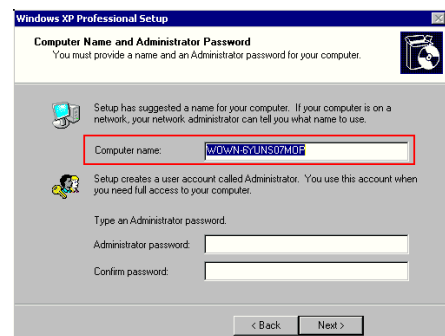 Windows XP Professional Setup
Computer Name and Administrator Password
You must provide a name and an Administrator password for your computer.
Setup has suggested a name for your computer. If your computer is on a
network, your network administrator can tell you what name to use.
Computer name:
WOWN-6YUNS07MOP
Setup creates a user account called Administrator. You use this account when
you need full access to your computer.
Type an Administrator password.
Administrator password:
Confirm password:
< Back
Next >